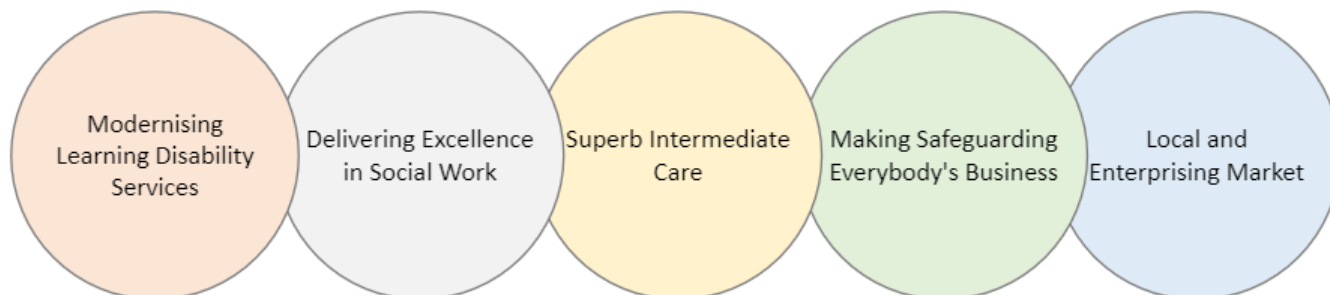 Modernising
Learning Disability
Services
Delivering Excellence
in Social Work
Superb Intermediate
Care
Making Safeguarding
Everybody's Business
Local and
Enterprising Market